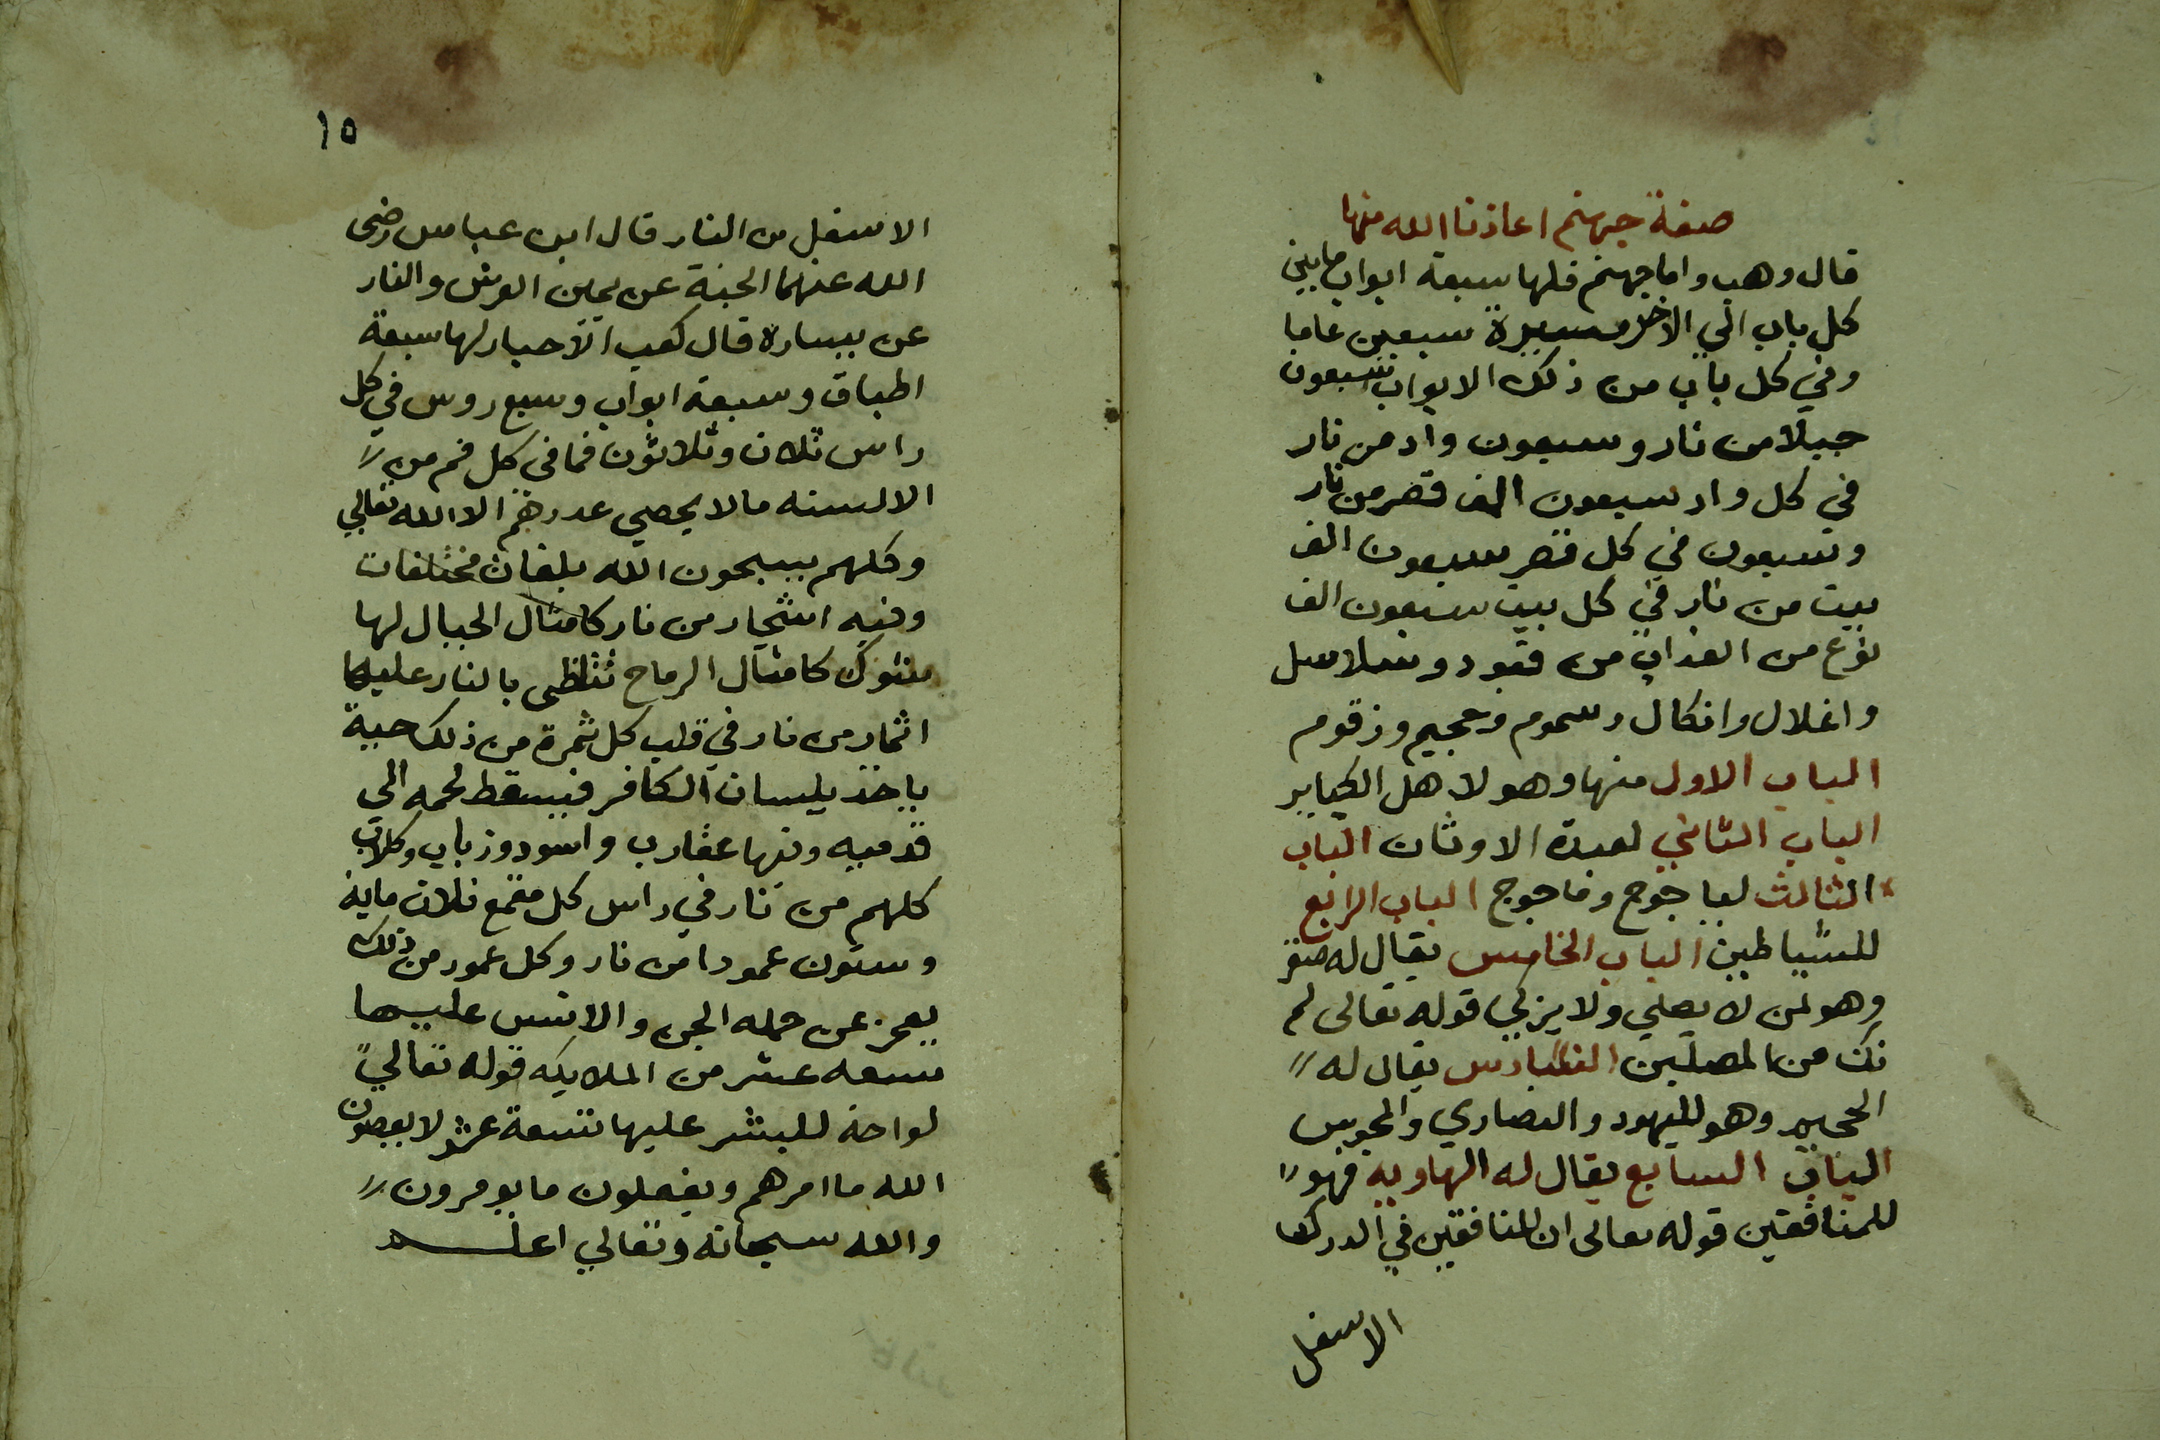 صفة جهنم اعاذنا الله منها
قال وهب واما جهنم فلها سبعة ابواب مابين
كل باب الي الاخر مسيرة سبعين عاما
وفي كل باب من ذلك الابواب سبعون
جبلا من نار وسبعون واد من نار
في كل واد سبعون الف قصر من نار
وسبعون في كل قصر سبعون الف
بيت من نار في كل بيت سبعون الف
نوع من العذاب من قيود وسلاسل
واغلال وانكال وسموم وحميم وزقوم
الباب الاول منها وهو لاهل الكباير
الباب الثاني لعبدة الاوثان الباب
الثالث لياجوج وماجوج الباب الرابع
للشياطين الباب الخامس يقال له صقر
وهو لمن لا يصلي ولا يزكي قوله تعالى لم
نك من المصلين السادس يقال له
الجحيم وهو لليهود والنصاري والمجوس
الباب السابع يقال له الهاويه فهو
للمنافقين قوله تعالى ان المنافقين في الدرك
الاسفل
١٥
الاسفل من النار قال ابن عباس رضى
الله عنهما الجنة عن يمين العرش والنار
عن يساره قال كعب الاحبار لها سبعة
اطباق وسبعة ابواب وسبع روس في كل
راس ثلاث وثلاثون فما في كل فم من
الالسنه مالا يحصي عددهم الا الله تعالي
وكلهم يسبحون الله بلغات مختلفات
وفيه اشجار من نار كامثال الجبال لها
شوك كامثال الرماح تتلظى بالنار عليها
اثمار من نار في قلب كل ثمرة من ذلك حية
ياخذ بلسان الكافر فيسقط لحمه الي
قدميه وفيها عقارب واسود وزباب وكلاب
كلهم من نار في راس كل مقمع ثلاث ماية
وستون عمودا من نار وكل عمود من ذلك
يعجز عن حمله الجن والانس عليها
تسعه عشر من الملايكه قوله تعالي
لواحة للبشر عليها تسعة عشر لا يعصون
الله ما امرهم ويفعلون ما يومرون
والله سبحانه وتعالي اعلم